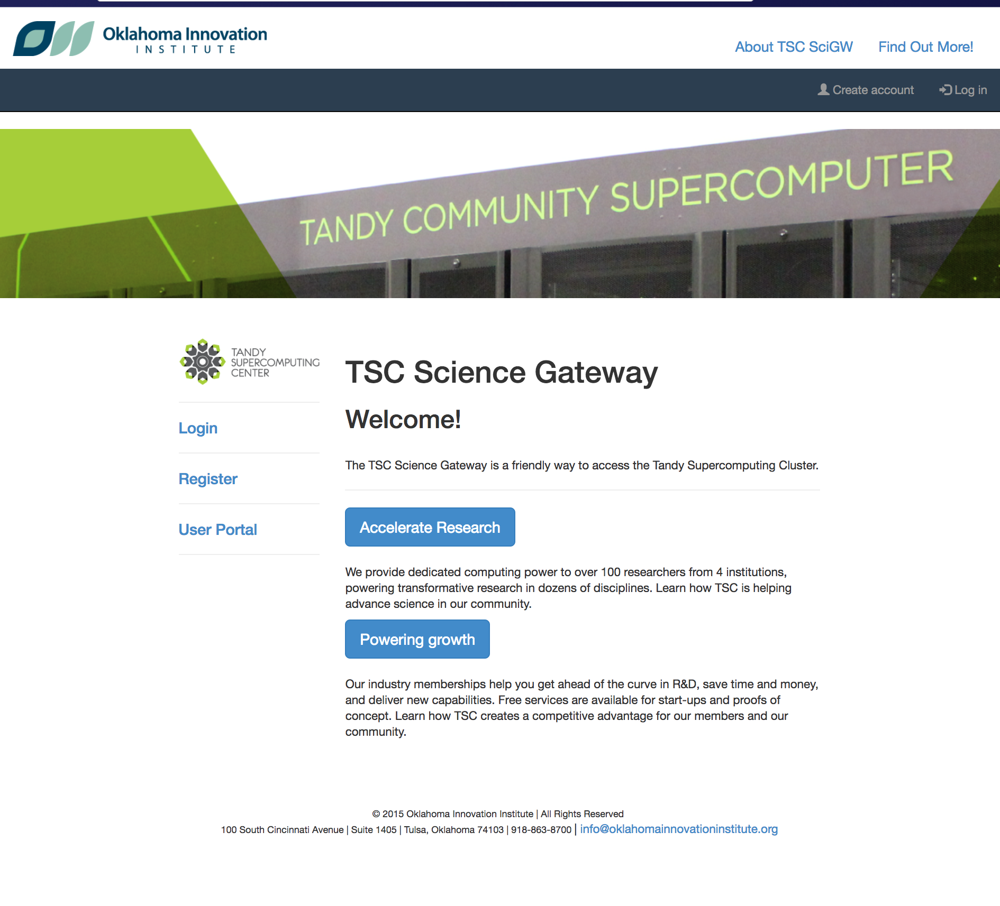 Oklahoma Innovation
INSTITUTE
About TSC SciGW
Find Out More!
Create account
Log in
TANDY COMMUNITY SUPERCOMPUTER
TANDY
SUPERCOMPUTING
CENTER
Login
Register
User Portal
TSC Science Gateway
Welcome!
The TSC Science Gateway is a friendly way to access the Tandy Supercomputing Cluster.
Accelerate Research
We provide dedicated computing power to over 100 researchers from 4 institutions,
powering transformative research in dozens of disciplines. Learn how TSC is helping
advance science in our community.
Powering growth
Our industry memberships help you get ahead of the curve in R&D, save time and money,
and deliver new capabilities. Free services are available for start-ups and proofs of
concept. Learn how TSC creates a competitive advantage for our members and our
community.
© 2015 Oklahoma Innovation Institute | All Rights Reserved
100 South Cincinnati Avenue | Suite 1405 | Tulsa, Oklahoma 74103 | 918-863-8700 | info@oklahomainnovationinstitute.org